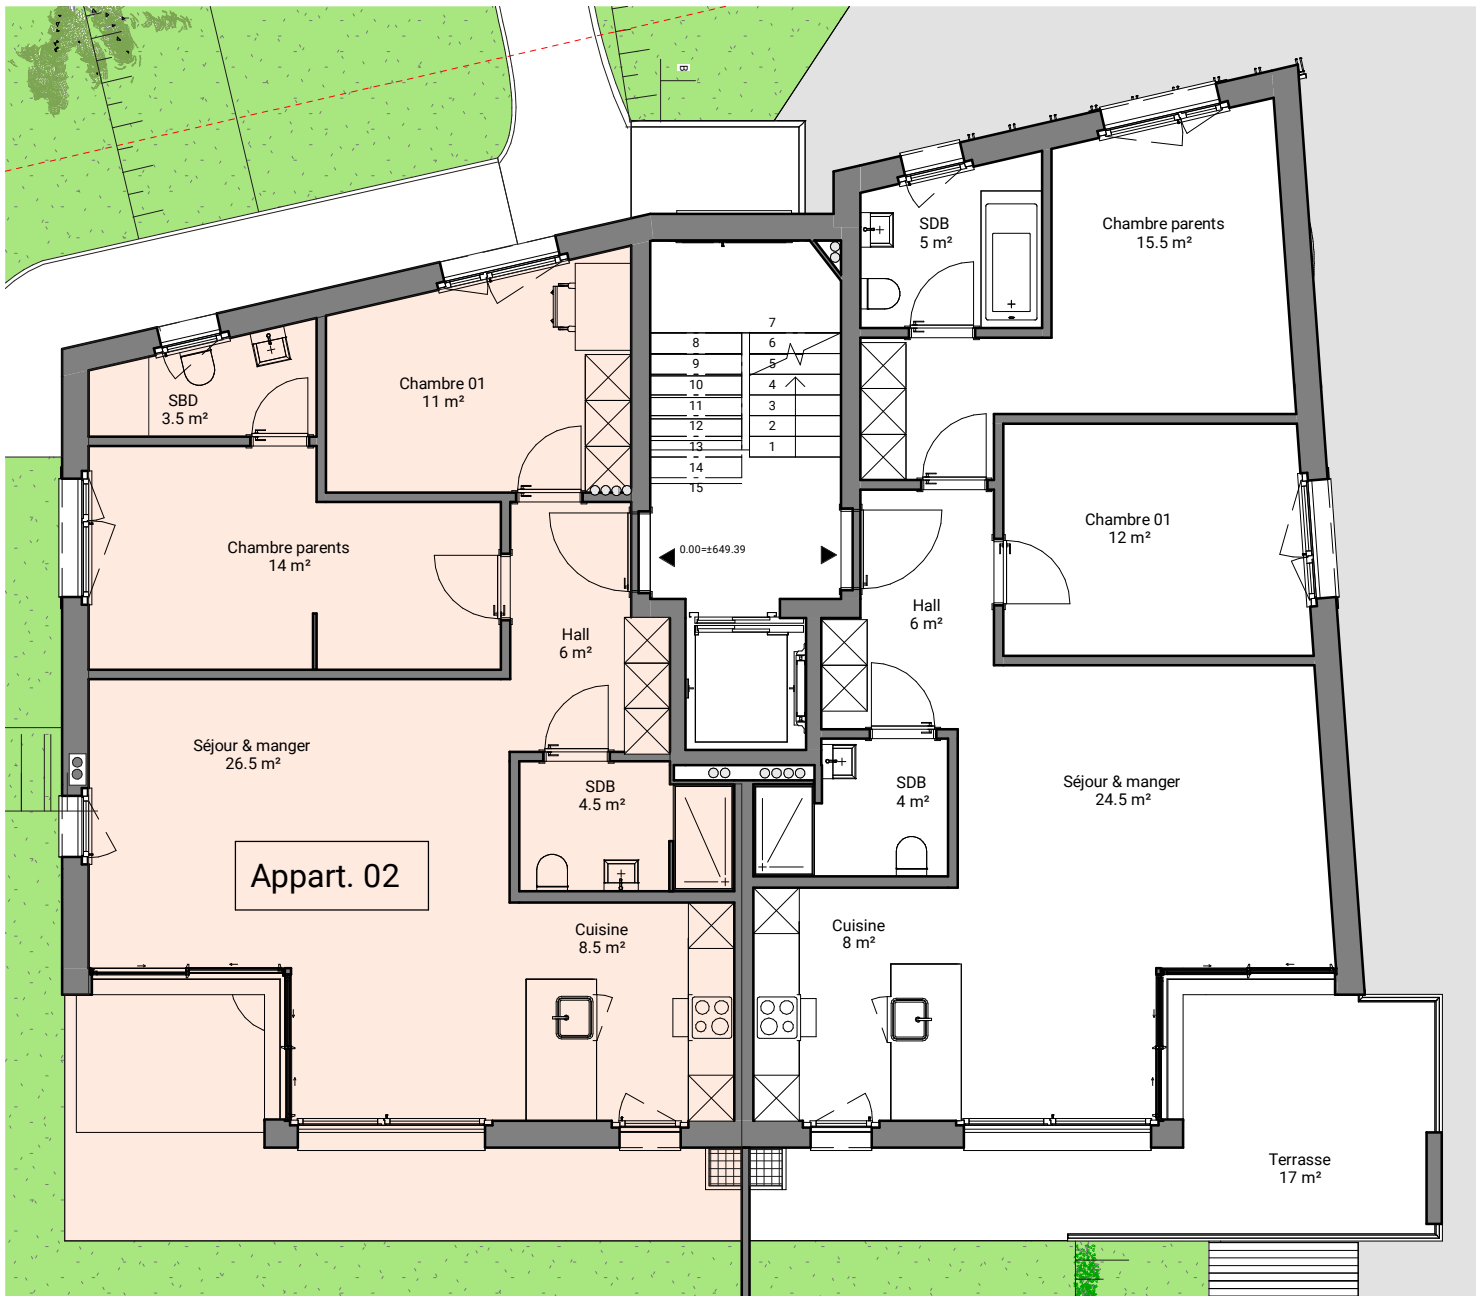 B
SDB
5 m²
Chambre parents
15.5 m²
7
8
6
9
5
10
4
11
3
12
2
13
1
14
15
Chambre 01
11 m²
SBD
3.5 m²
Chambre parents
14 m²
0.00=±649.39
Chambre 01
12 m²
Hall
6 m²
Hall
6 m²
Séjour & manger
26.5 m²
SDB
4.5 m²
SDB
4 m²
Séjour & manger
24.5 m²
Appart. 02
Cuisine
8.5 m²
Cuisine
8 m²
Terrasse
17 m²